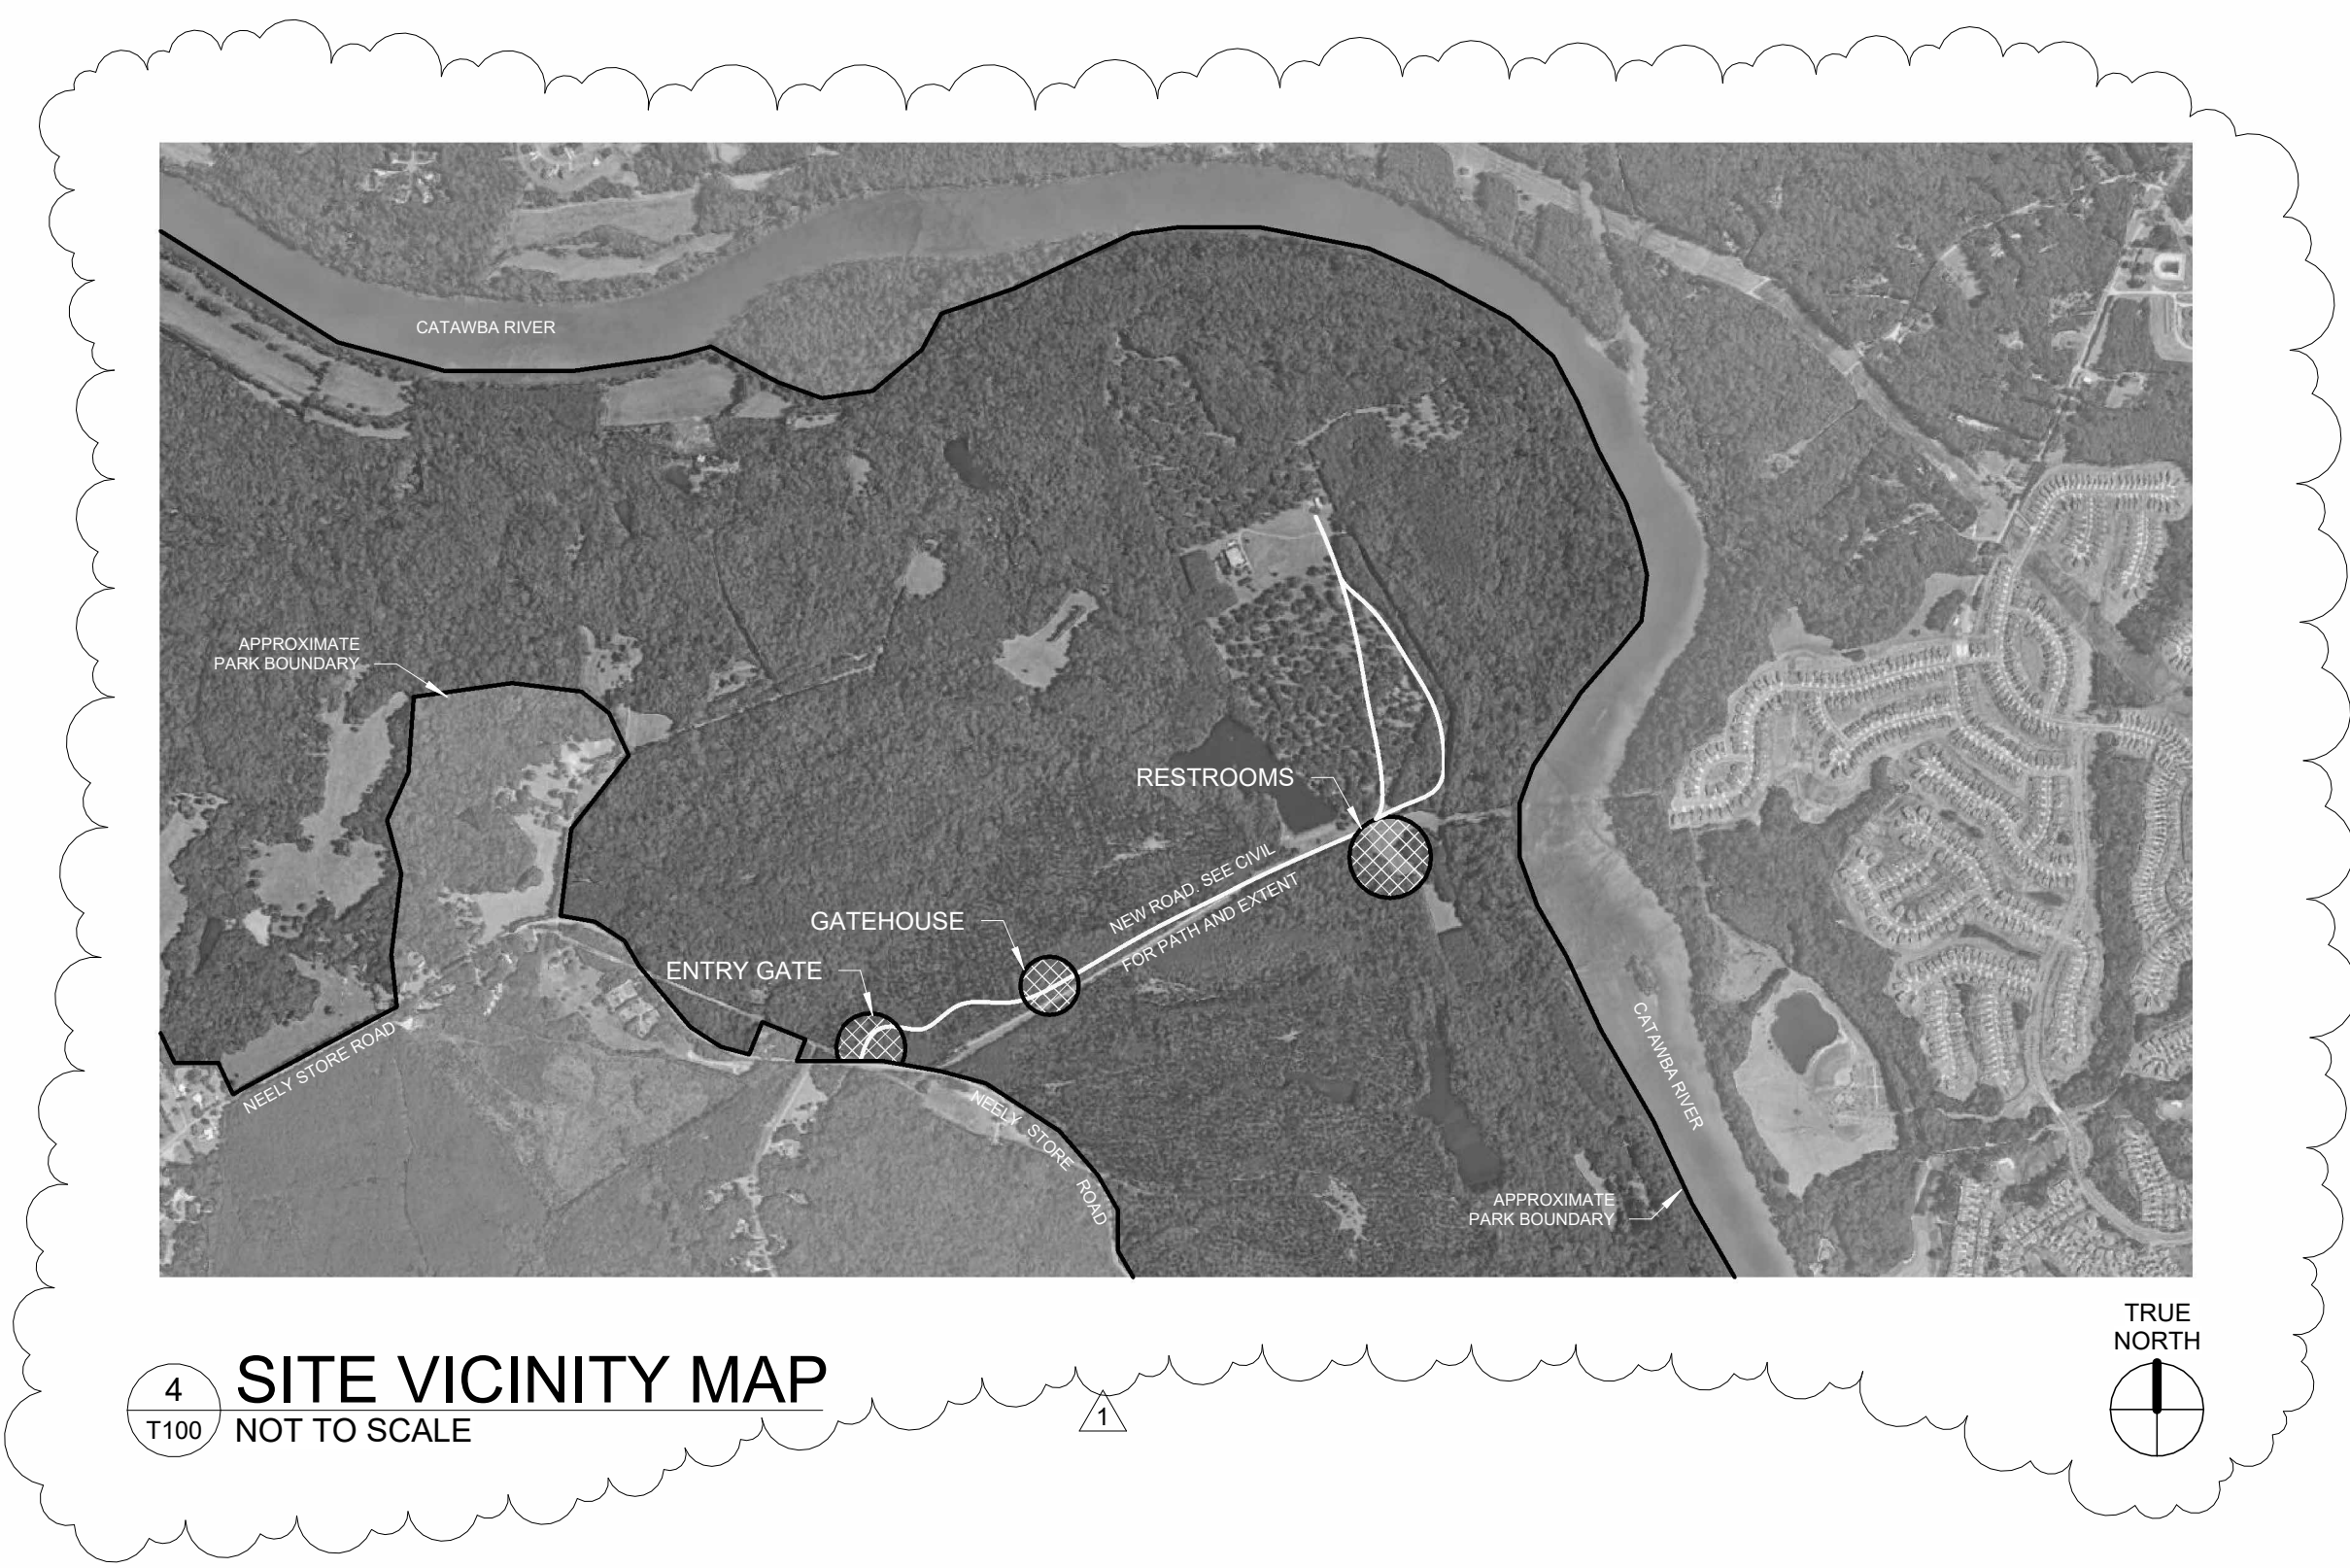 CATAWBA RIVER
APPROXIMATE
PARK BOUNDARY
RESTROOMS
NEW ROAD. SEE CIVIL
FOR PATH AND EXTENT
GATEHOUSE
ENTRY GATE
NEELY STORE ROAD
NEELY STORE ROAD
CATAWBA RIVER
APPROXIMATE
PARK BOUNDARY
TRUE
NORTH
4
T100
SITE VICINITY MAP
NOT TO SCALE
1